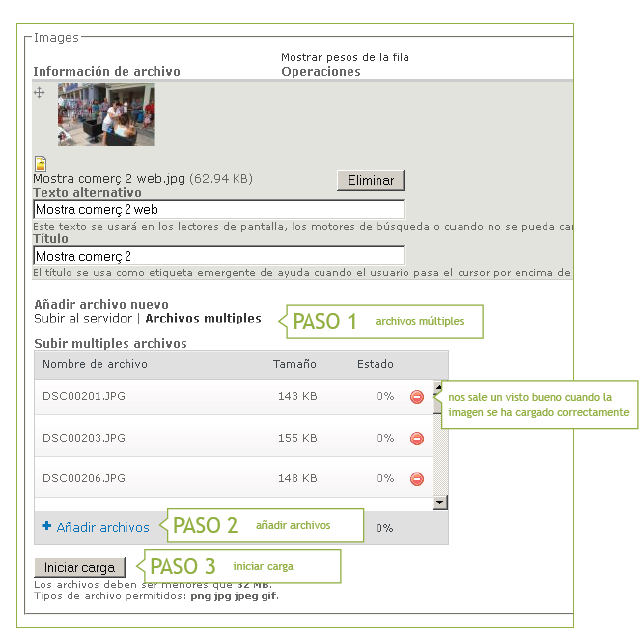 Images
Mostrar pesos de la fila
Información de archivo Operaciones
Mostra comerç 2 web.jpg (62.94 KB) Eliminar
Texto alternativo
Mostra comerç 2 web
Este texto se usará en los lectores de pantalla, los motores de búsqueda o cuando no se pueda
Título
Mostra comerç 2
El título se usa como etiqueta emergente de ayuda cuando el usuario pasa el cursor por encima de
Añadir archivo nuevo
Subir al servidor | Archivos multiples
PASO 1 archivos múltiples
Subir multiples archivos
Nombre de archivo Tamaño Estado
DSC00201.JPG 143 KB 0%
nos sale un visto bueno cuando la
imagen se ha cargado correctamente
DSC00203.JPG 155 KB 0%
DSC00206.JPG 148 KB 0%
Añadir archivos PASO 2 añadir archivos 0%
Iniciar carga PASO 3 iniciar carga
Los archivos deben ser menores que 32 MB.
Tipos de archivo permitidos: png jpg jpeg gif.